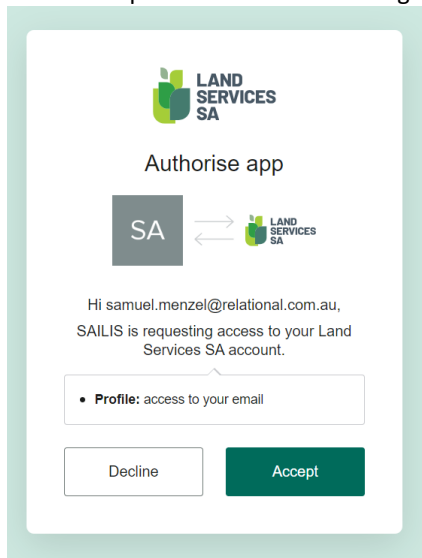 LAND
SERVICES
SA
Authorise app
SA
LAND
SERVICES
SA
Hi samuel.menzel@relational.com.au,
SAILIS is requesting access to your Land
Services SA account.
• Profile: access to your email
Decline
Accept